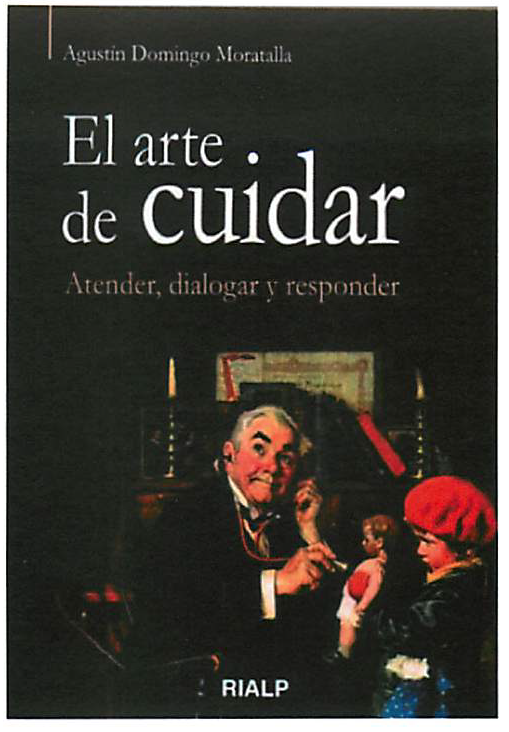 Agustín Domingo Moratalla
El arte
de cuidar
Atender, dialogar y responder
RIALP